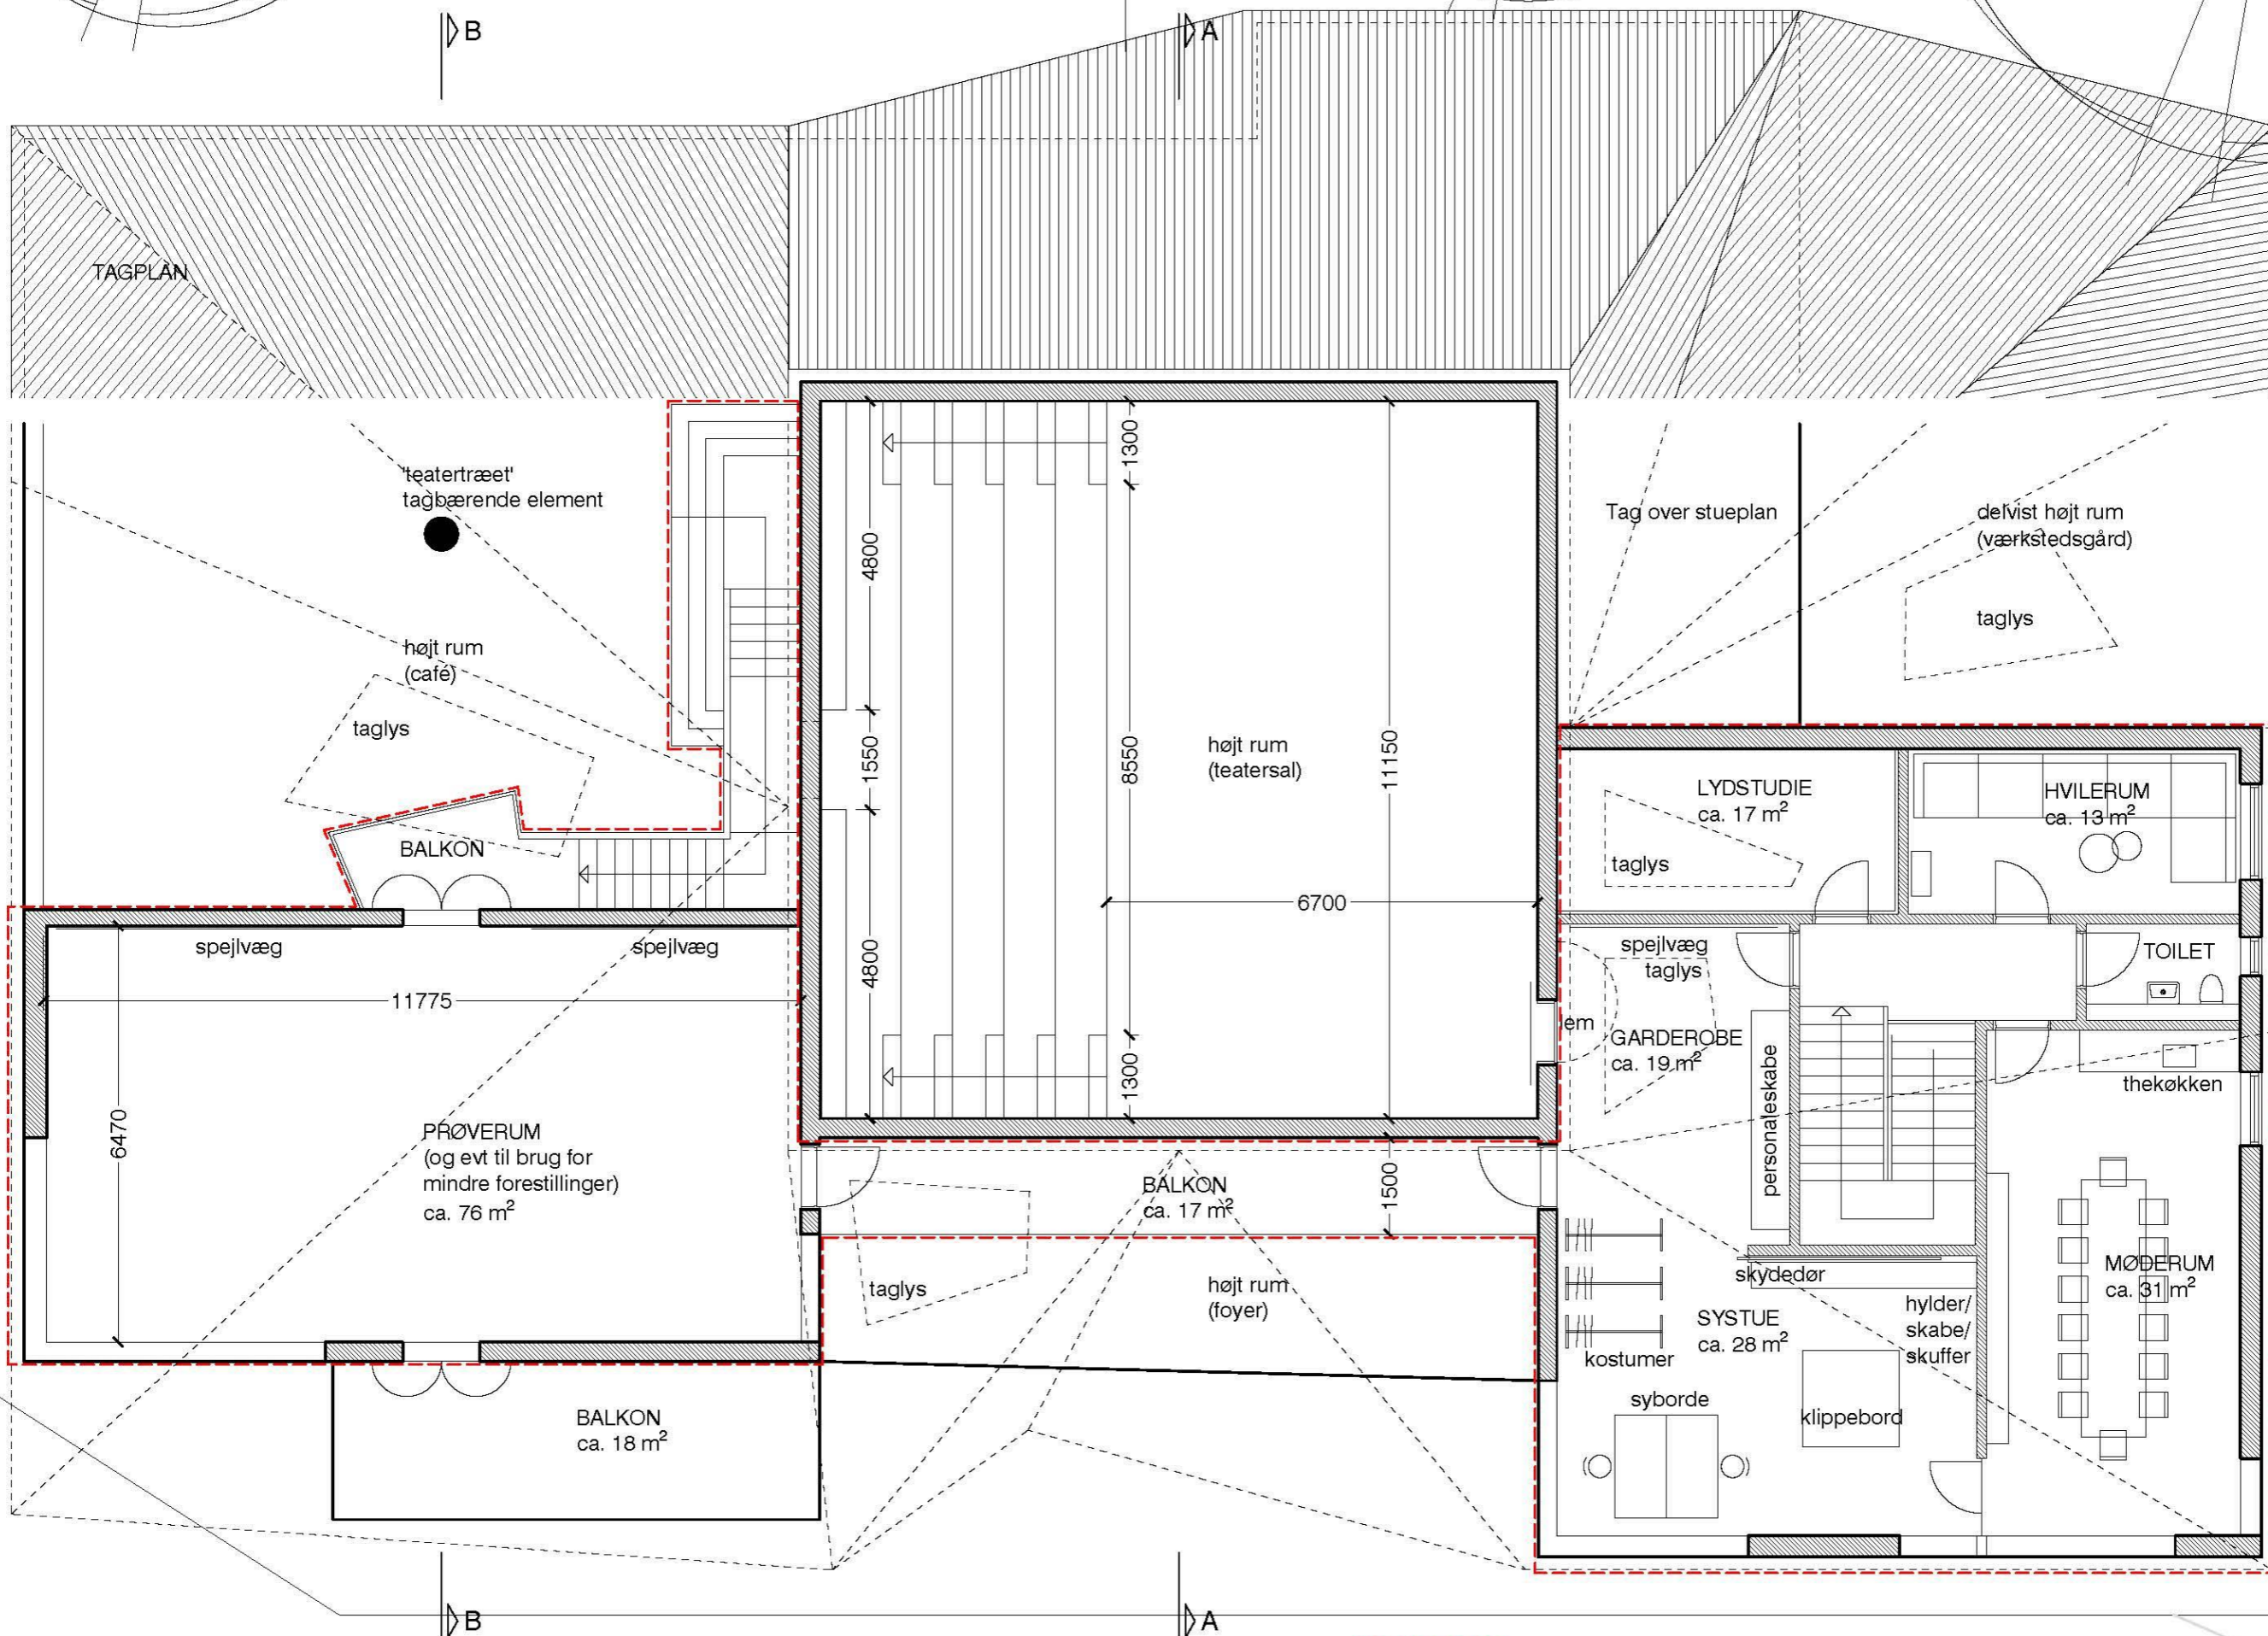 B
A
TAGPLAN
'teatertræet'
tagbærende element
højt rum
(café)
taglys
BALKON
4800
1550
4800
1300
8550
1300
11150
højt rum
(teatersal)
6700
Tag over stueplan
delvist højt rum
(værkstedsgård)
taglys
LYDSTUDIE
ca. 17 m²
taglys
HVILERUM
ca. 13 m²
spejlvæg
spejlvæg
11775
6470
PRØVERUM
(og evt til brug for
mindre forestillinger)
ca. 76 m²
spejlvæg
taglys
lem
GARDEROBE
ca. 19 m²
personaleskabe
TOILET
thekøkken
BALKON
ca. 17 m²
1500
taglys
højt rum
(foyer)
skydedør
SYSTUE
ca. 28 m²
hylder/
skabe/
skuffer
kostumer
syborde
klippebord
MØDERUM
ca. 31 m²
BALKON
ca. 18 m²
B
A